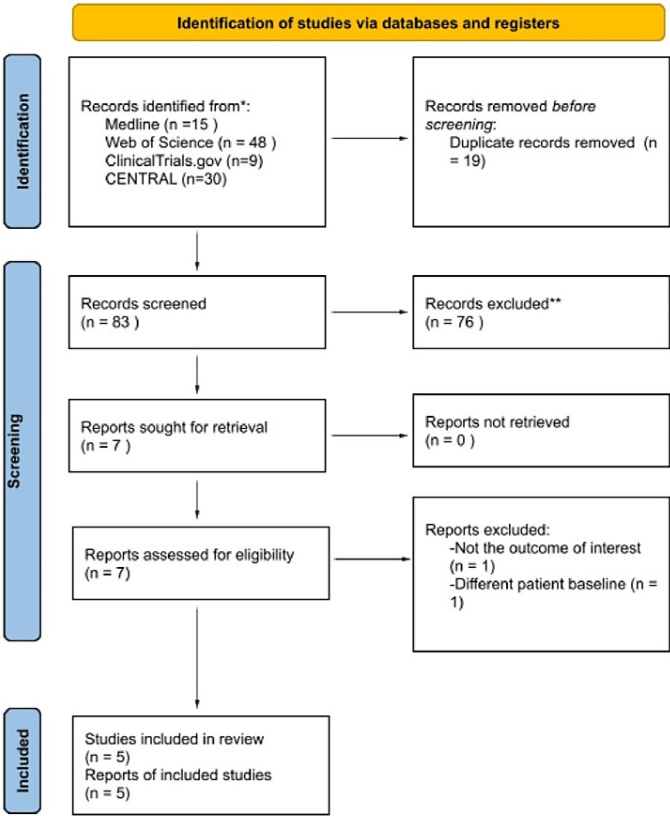 Identification of studies via databases and registers
Identification
Records identified from*:
Medline (n =15 )
Web of Science (n = 48 )
ClinicalTrials.gov (n=9)
CENTRAL (n=30)
Records removed before
screening:
Duplicate records removed (n
= 19)
Screening
Records screened
(n = 83 )
Records excluded**
(n = 76 )
Reports sought for retrieval
(n = 7 )
Reports not retrieved
(n = 0 )
Reports assessed for eligibility
(n = 7)
Reports excluded:
-Not the outcome of interest
(n = 1)
-Different patient baseline (n =
1)
Included
Studies included in review
(n = 5)
Reports of included studies
(n = 5)